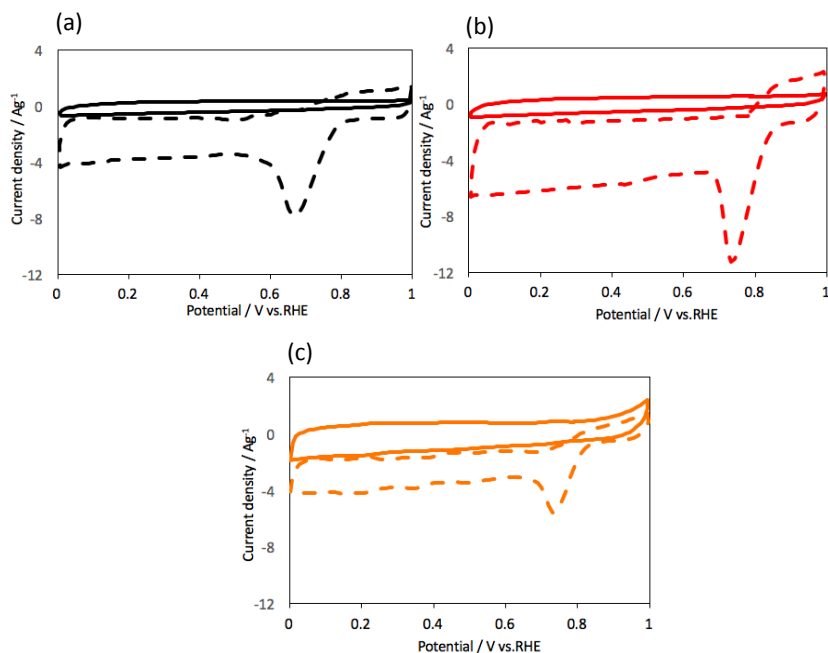 (a)
4
0
-4
-8
-12
Current density / Ag-1
0 0.2 0.4 0.6 0.8 1
Potential / V vs.RHE
(b)
4
0
-4
-8
-12
Current density / Ag-1
0 0.2 0.4 0.6 0.8 1
Potential / V vs.RHE
(c)
4
0
-4
-8
-12
Current density / Ag-1
0 0.2 0.4 0.6 0.8 1
Potential / V vs.RHE